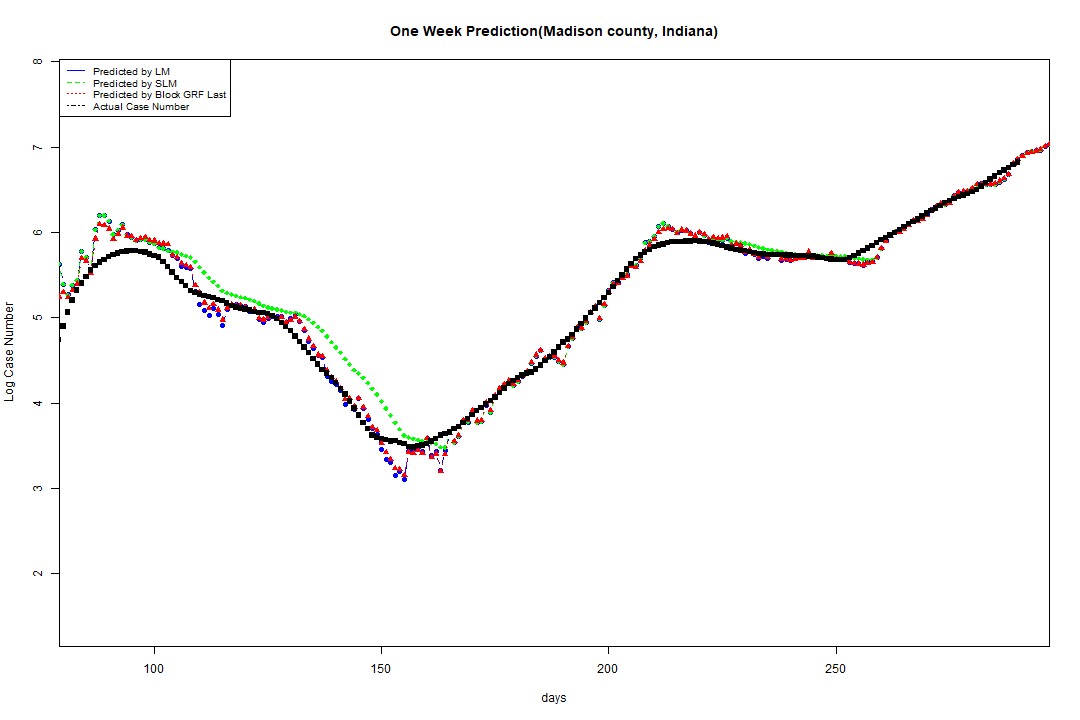 One Week Prediction(Madison county, Indiana)
Predicted by LM
Predicted by SLM
Predicted by Block GRF Last
Actual Case Number
8
7
6
5
4
3
2
Log Case Number
100 150 200 250
days